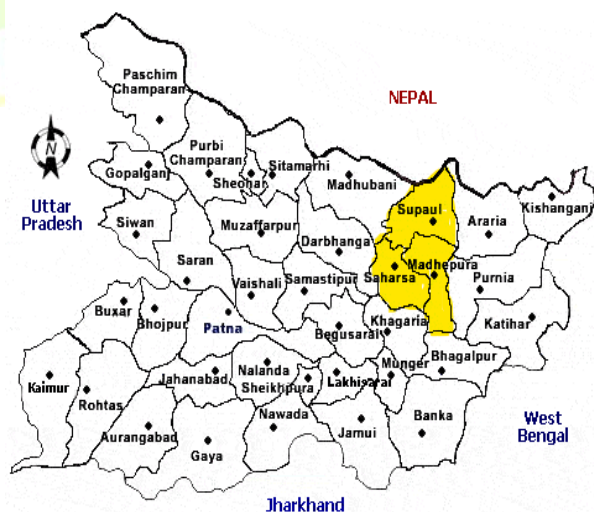 Paschim
Champaran
NEPAL
N
Purbi
Champaran
Gopalgan
Sheohar
Sitamarhi
Madhubani
Kishanganj
Uttar
Pradesh
Siwan
Muzaffarpur
Darbhanga
Supaul
Araria
Saran
Vaishali
Samastipur
Saharsa
Madhepura
Purnia
Buxar
Bhojpur
Patna
Begusarai
Khagaria
Katihar
Kaimur
Rohtas
Jahanabad
Nalanda
Sheikhpura
Lakhisarai
Munger
Bhagalpur
Aurangabad
Gaya
Nawada
Jamui
Banka
West
Bengal
Jharkhand